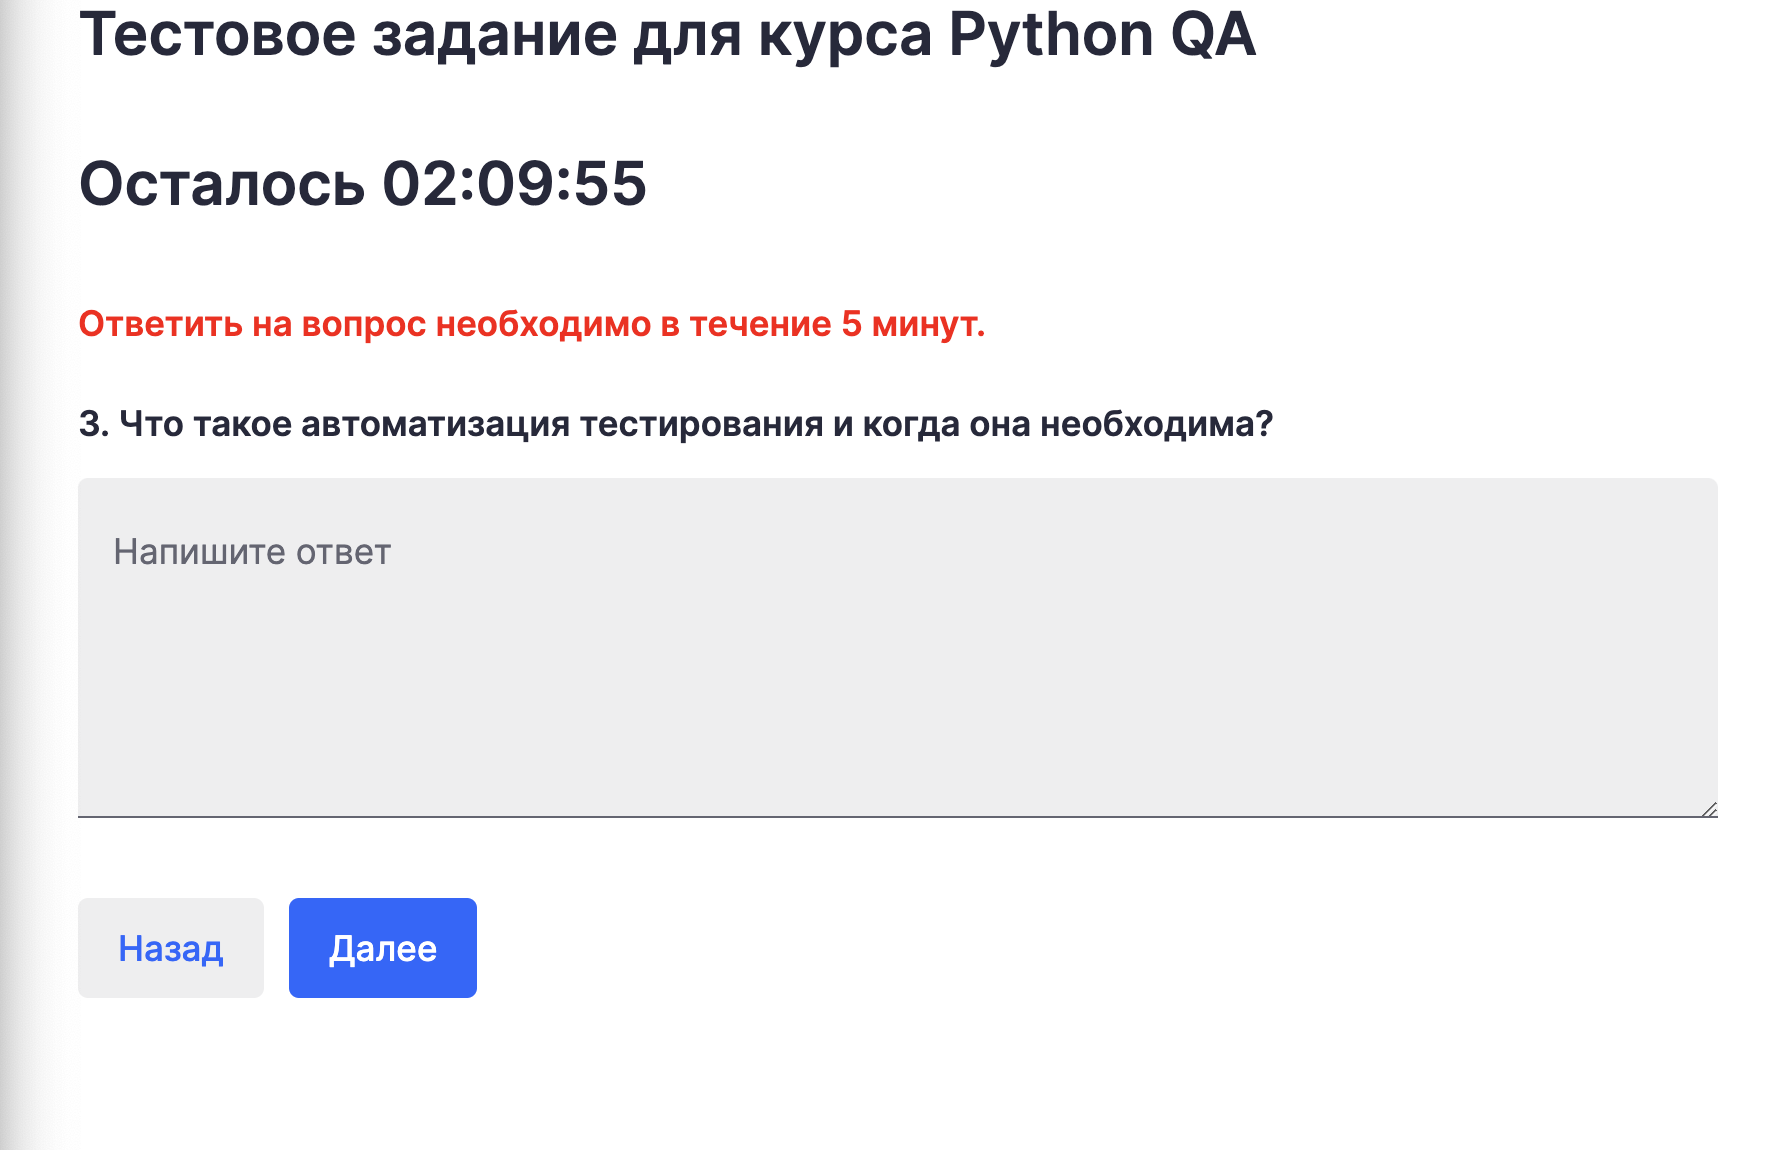 Тестовое задание для курса Python QA
Осталось 02:09:55
Ответить на вопрос необходимо в течение 5 минут.
3. Что такое автоматизация тестирования и когда она необходима?
Напишите ответ
Назад
Далее